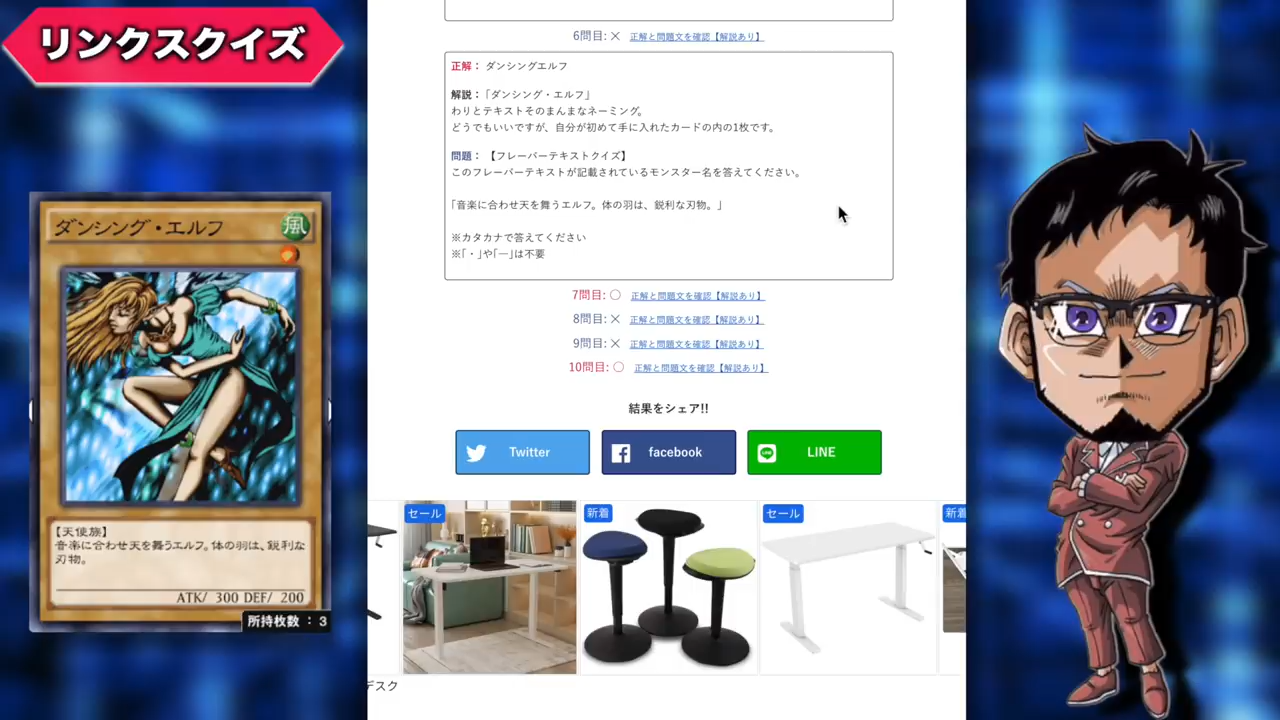 リンクスクイズ
ダンシング・エルフ
風
【天使族】
音楽に合わせ天を舞うエルフ。体の羽は、鋭利な
刃物。
ATK/ 300 DEF/ 200
所持枚数 : 3
6問目: × 正解と問題文を確認【解説あり】
正解： ダンシングエルフ
解説：「ダンシング・エルフ」
わりとテキストそのまんまなネーミング。
どうでもいいですが、自分が初めて手に入れたカードの内の1枚です。
問題： 【フレーバーテキストクイズ】
このフレーバーテキストが記載されているモンスター名を答えてください。
「音楽に合わせ天を舞うエルフ。体の羽は、鋭利な刃物。」
※カタカナで答えてください
※「・」や「―」は不要
7問目: 〇 正解と問題文を確認【解説あり】
8問目: × 正解と問題文を確認【解説あり】
9問目: × 正解と問題文を確認【解説あり】
10問目: 〇 正解と問題文を確認【解説あり】
結果をシェア!!
Twitter
facebook
LINE
セール
新着
セール
新着
デスク